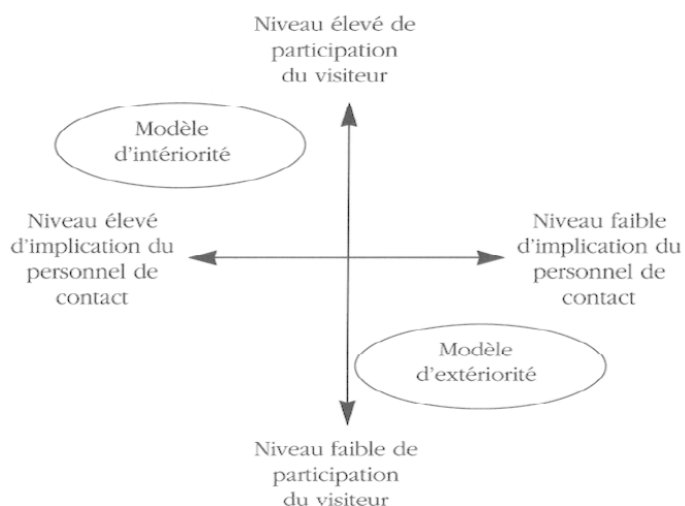 Niveau élevé de
participation
du visiteur
Modèle
d'intériorité
Niveau élevé
d'implication du
personnel de
contact
Niveau faible
d'implication du
personnel de
contact
Modèle
d'extériorité
Niveau faible de
participation
du visiteur